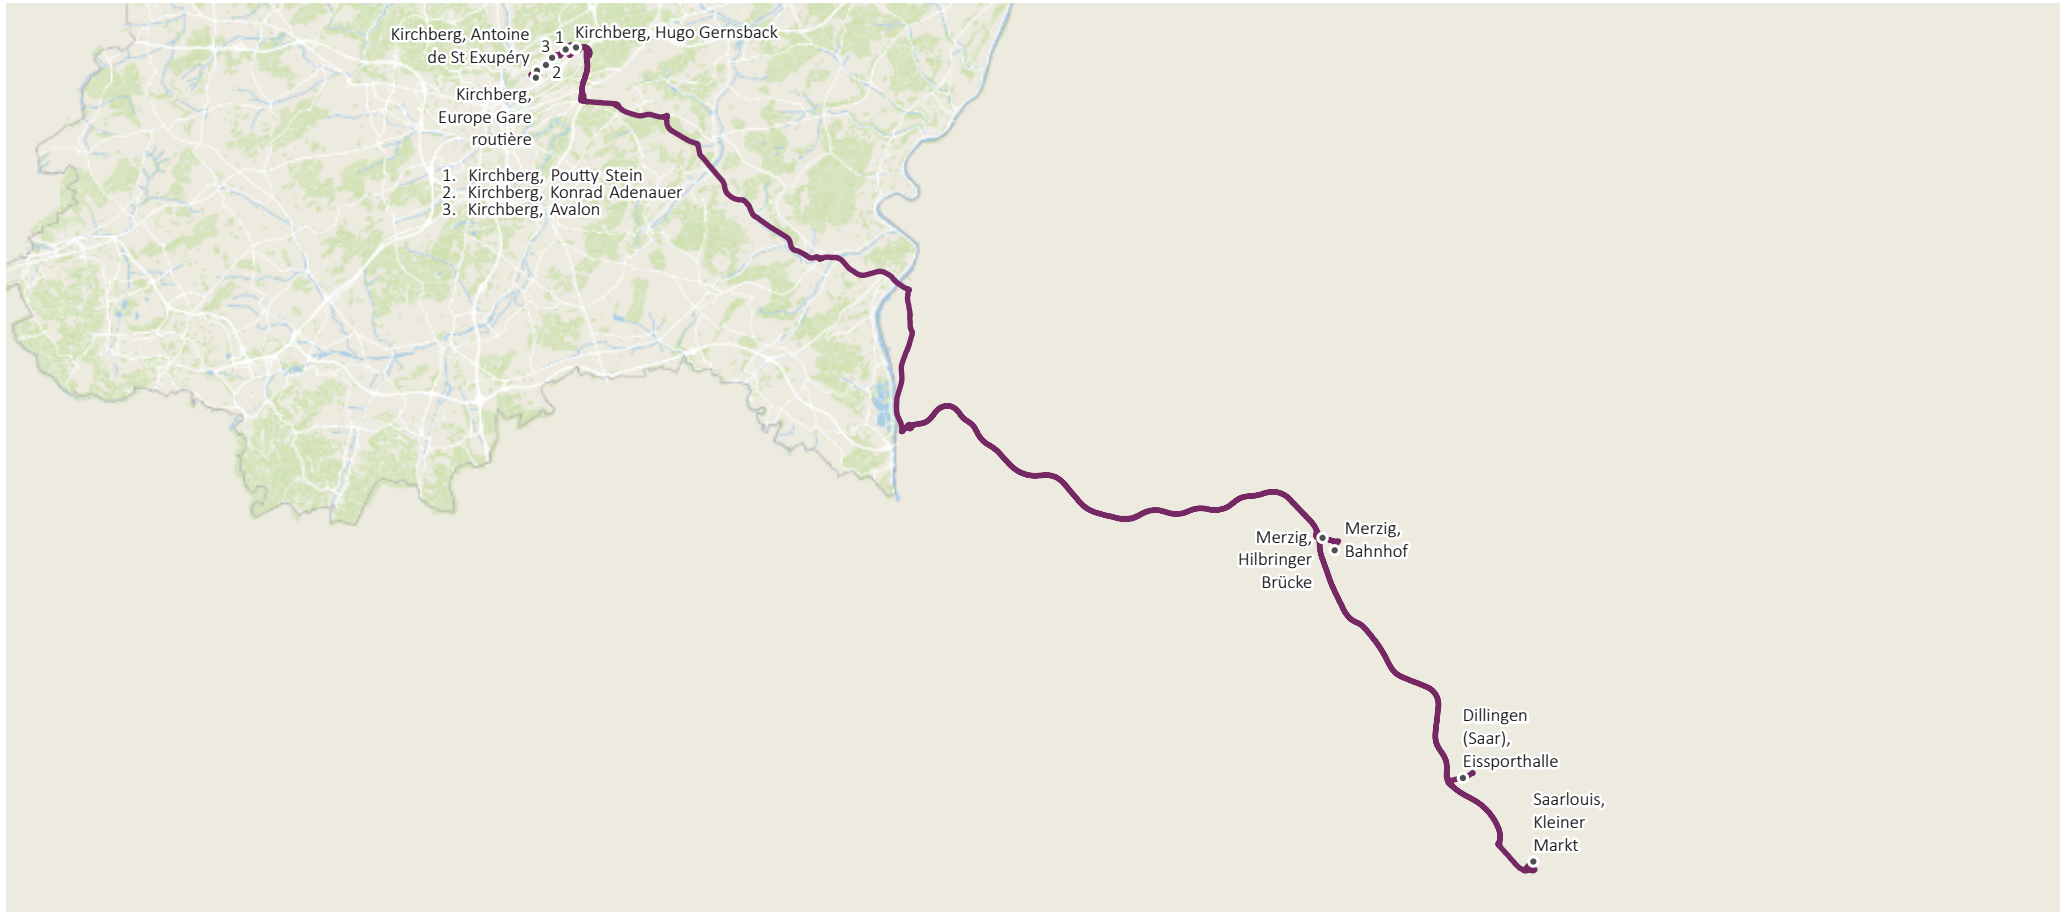 Kirchberg, Antoine
de St Exupéry
1
Kirchberg, Hugo Gernsback
3
2
Kirchberg,
Europe Gare
routière
1. Kirchberg, Poutty Stein
2. Kirchberg, Konrad Adenauer
3. Kirchberg, Avalon
Merzig,
Hilbringer
Brücke
Merzig,
Bahnhof
Dillingen
(Saar),
Eissporthalle
Saarlouis,
Kleiner
Markt